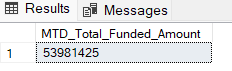 Results Messages
MTD_Total_Funded_Amount
1 53981425